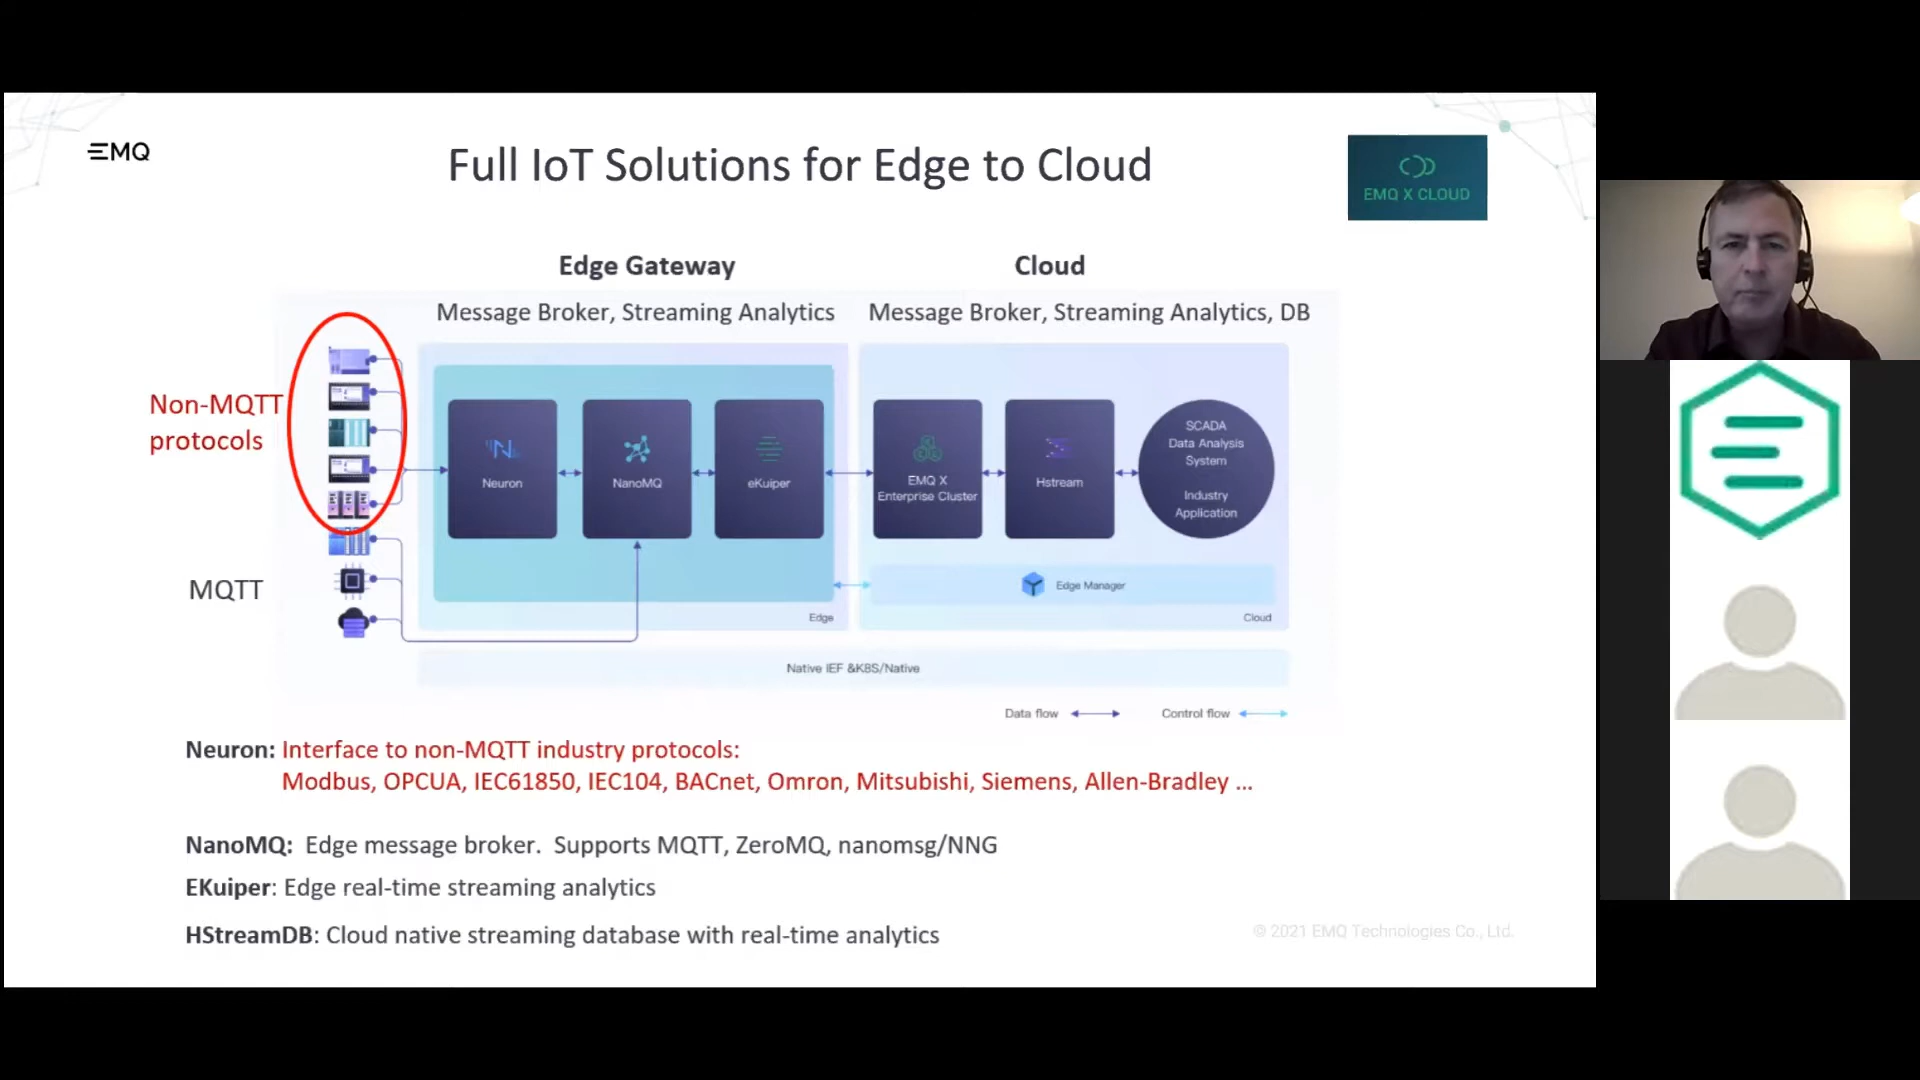 EMQ
Full IoT Solutions for Edge to Cloud
EMQ X CLOUD
Edge Gateway
Cloud
Message Broker, Streaming Analytics
Message Broker, Streaming Analytics, DB
Non-MQTT
protocols
MQTT
Neuron
NanoMQ
eKuiper
EMQ X
Enterprise Cluster
Hstream
SCADA
Data Analysis
System
Industry
Application
Edge Manager
Edge
Cloud
Native IEF &K8S/Native
Data flow
Control flow
Neuron: Interface to non-MQTT industry protocols:
Modbus, OPCUA, IEC61850, IEC104, BACnet, Omron, Mitsubishi, Siemens, Allen-Bradley ...
NanoMQ: Edge message broker. Supports MQTT, ZeroMQ, nanomsg/NNG
EKuiper: Edge real-time streaming analytics
HStreamDB: Cloud native streaming database with real-time analytics
© 2021 EMQ Technologies Co., Ltd.